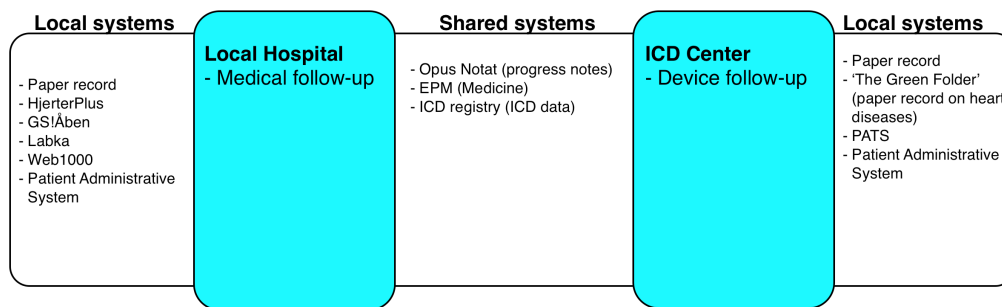 Local systems
- Paper record
- HjerterPlus
- GS!Åben
- Labka
- Web1000
- Patient Administrative
System
Local Hospital
- Medical follow-up
Shared systems
- Opus Notat (progress notes)
- EPM (Medicine)
- ICD registry (ICD data)
ICD Center
- Device follow-up
Local systems
- Paper record
- ‘The Green Folder’
(paper record on heart
diseases)
- PATS
- Patient Administrative
System